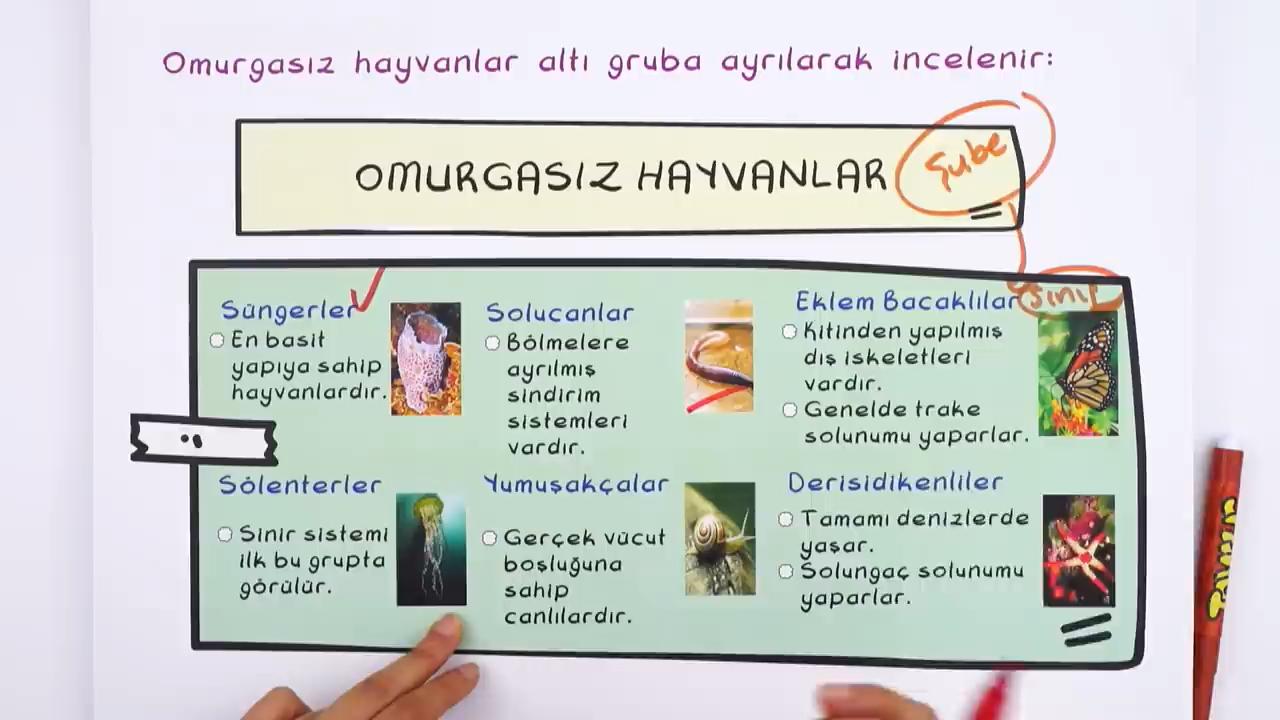 Omurgasız hayvanlar altı gruba ayrılarak incelenir:
OMURGASIZ HAYVANLAR
Şube
sınıf
Süngerler
En basit
yapıya sahip
hayvanlardır.
Solucanlar
Bölmelere
ayrılmış
sindirim
sistemleri
vardır.
Eklem Bacaklılar
Kitinden yapılmış
dış iskeletleri
vardır.
Genelde trake
solunumu yaparlar.
Sölenterler
Sinir sistemi
ilk bu grupta
görülür.
Yumuşakçalar
Gerçek vücut
boşluğuna
sahip
canlılardır.
Derisidikenliler
Tamamı denizlerde
yaşar.
Solungaç solunumu
yaparlar.